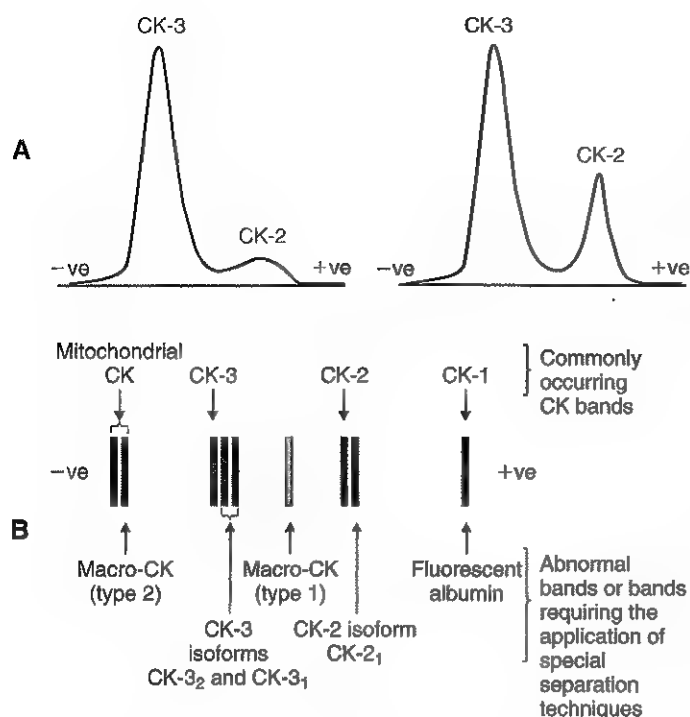 CK-3
CK-3
A
CK-2
CK-2
−ve
+ve
−ve
+ve
Mitochondrial
CK
CK-3
CK-2
CK-1
Commonly
occurring
CK bands
−ve
+ve
B
Macro-CK
(type 2)
Macro-CK
(type 1)
Fluorescent
albumin
CK-3
isoforms
CK-3₂ and CK-3₁
CK-2 isoform
CK-2₁
Abnormal
bands or bands
requiring the
application of
special
separation
techniques